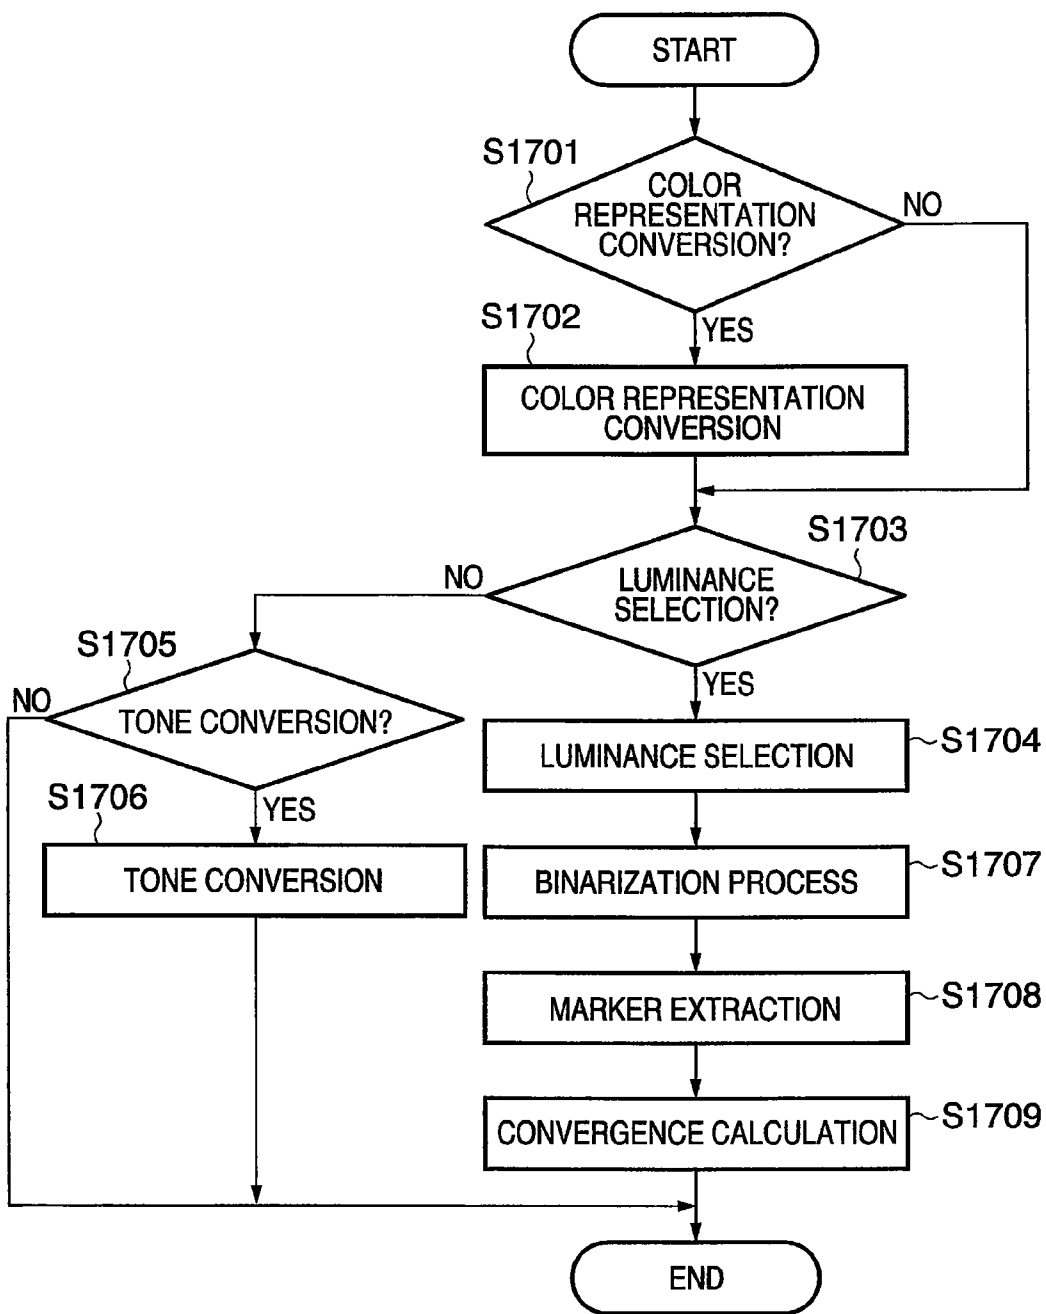 START
S1701
COLOR
REPRESENTATION
CONVERSION?
NO
S1702
YES
COLOR REPRESENTATION
CONVERSION
S1703
NO
LUMINANCE
SELECTION?
S1705
YES
NO
TONE CONVERSION?
LUMINANCE SELECTION
S1704
S1706
YES
TONE CONVERSION
BINARIZATION PROCESS
S1707
MARKER EXTRACTION
S1708
CONVERGENCE CALCULATION
S1709
END